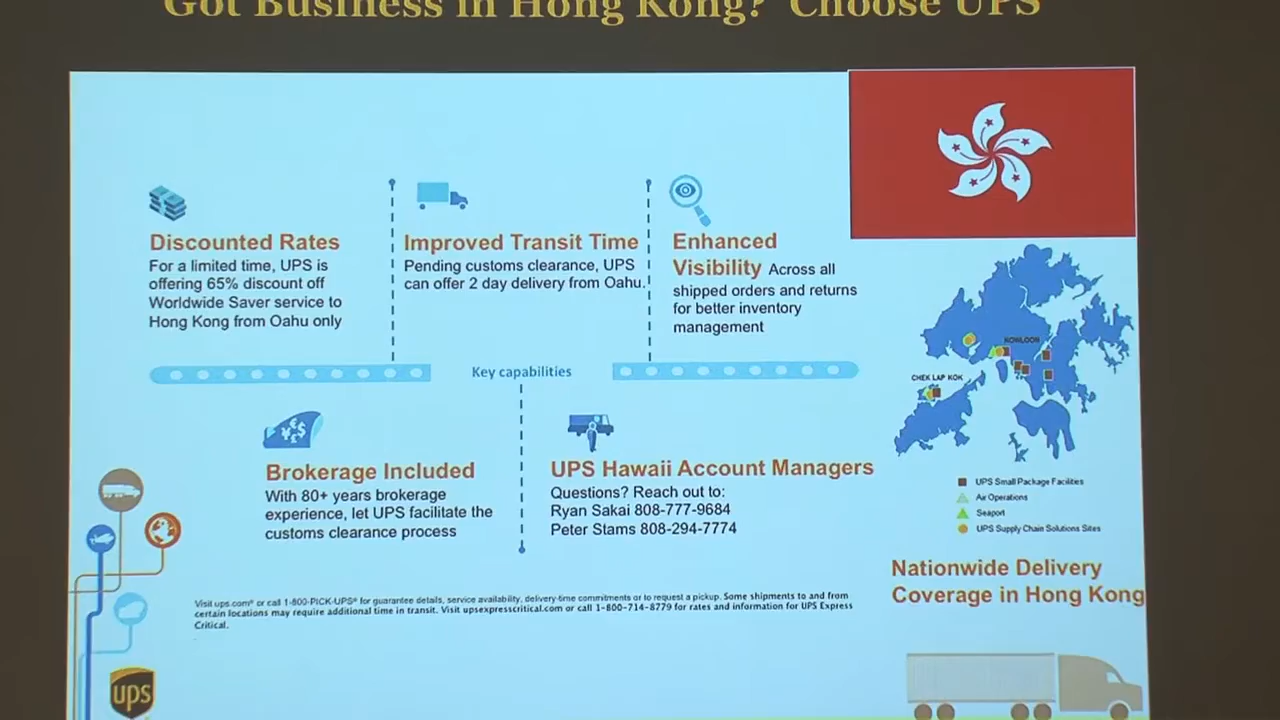 Got Business in Hong Kong? Choose UPS
Discounted Rates
For a limited time, UPS is
offering 65% discount off
Worldwide Saver service to
Hong Kong from Oahu only
Improved Transit Time
Pending customs clearance, UPS
can offer 2 day delivery from Oahu.
Enhanced
Visibility Across all
shipped orders and returns
for better inventory
management
Key capabilities
Brokerage Included
With 80+ years brokerage
experience, let UPS facilitate the
customs clearance process
UPS Hawaii Account Managers
Questions? Reach out to:
Ryan Sakai 808-777-9684
Peter Stams 808-294-7774
KOWLOON
CHEK LAP KOK
UPS Small Package Facilities
Air Operations
Seaport
UPS Supply Chain Solutions Sites
Nationwide Delivery
Coverage in Hong Kong
Visit ups.com® or call 1-800-PICK-UPS® for guarantee details, service availability, delivery-time commitments or to request a pickup. Some shipments to and from
certain locations may require additional time in transit. Visit upsexpresscritical.com or call 1-800-714-8779 for rates and information for UPS Express
Critical.
ups